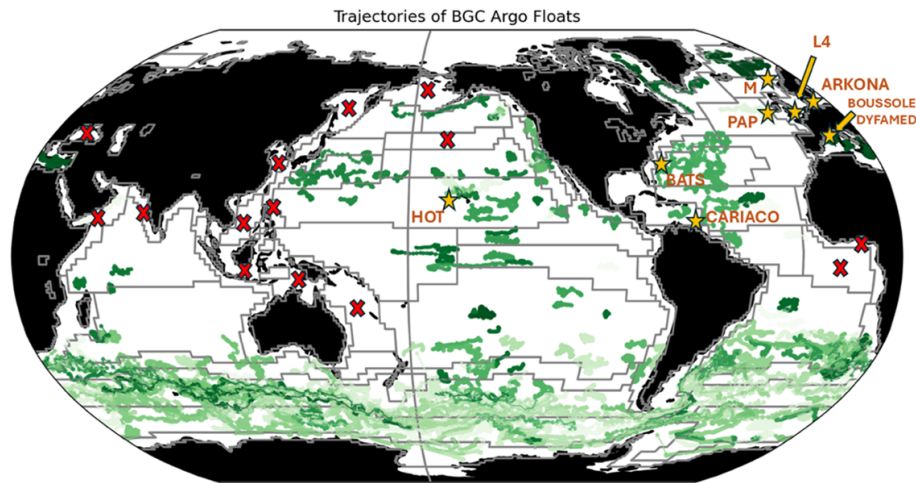 Trajectories of BGC Argo Floats
L4
M
ARKONA
BOUSSOLE
DYFAMED
PAP
BATS
HOT
CARIACO